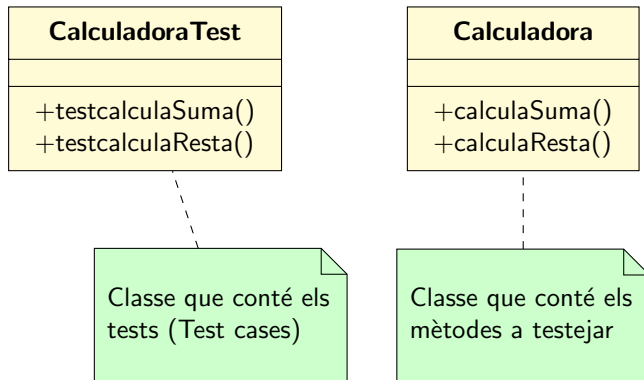 CalculadoraTest
+testcalculaSuma()
+testcalculaResta()
Calculadora
+calculaSuma()
+calculaResta()
Classe que conté els
tests (Test cases)
Classe que conté els
mètodes a testejar